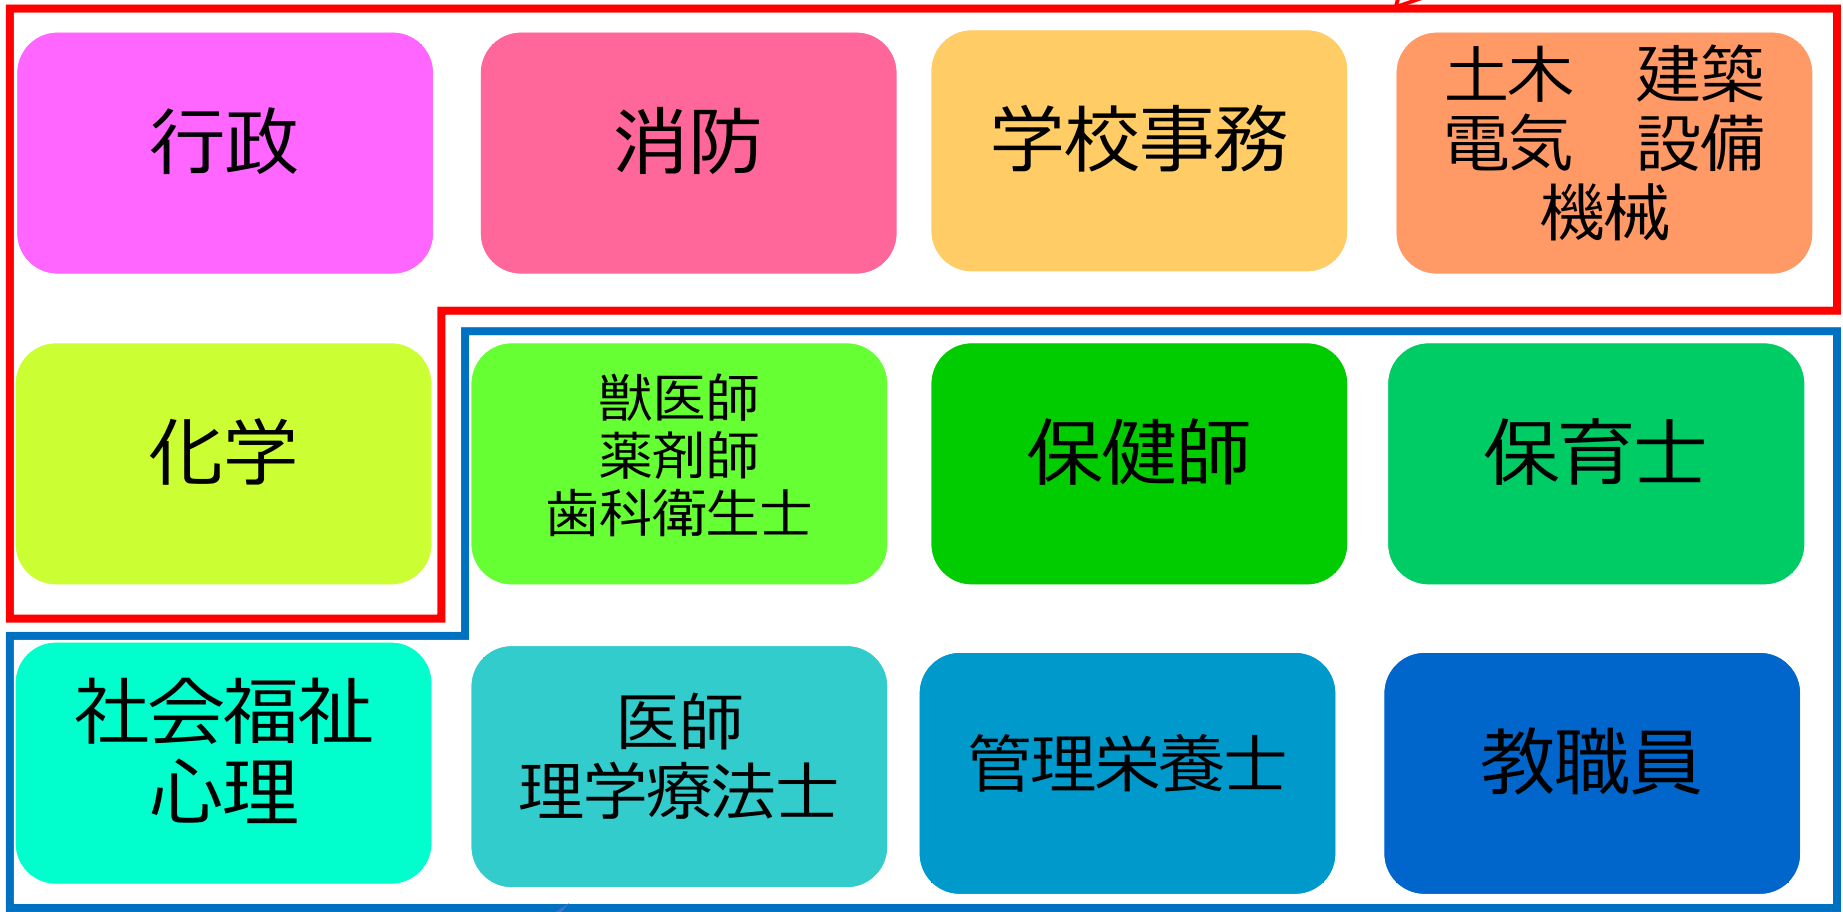 行政
消防
学校事務
土木　建築
電気　設備
機械
化学
獣医師
薬剤師
歯科衛生士
保健師
保育士
社会福祉
心理
医師
理学療法士
管理栄養士
教職員